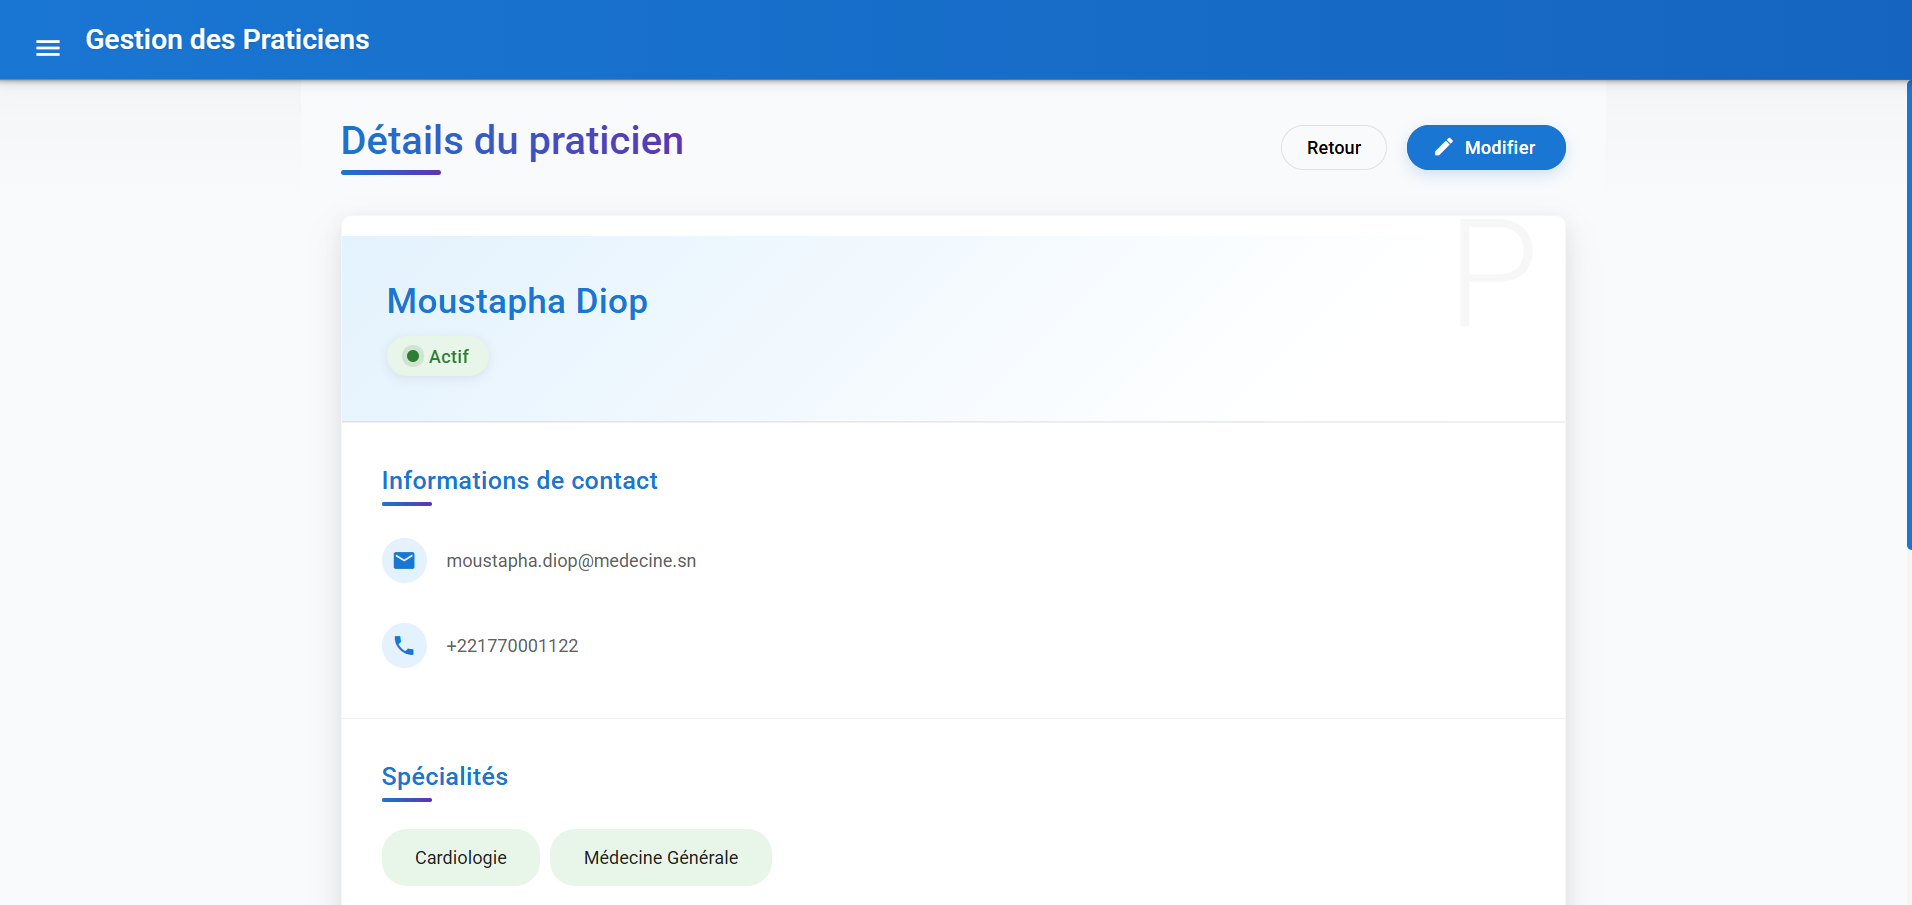 Gestion des Praticiens
Détails du praticien
Retour
Modifier
P
Moustapha Diop
Actif
Informations de contact
moustapha.diop@medecine.sn
+221770001122
Spécialités
Cardiologie
Médecine Générale